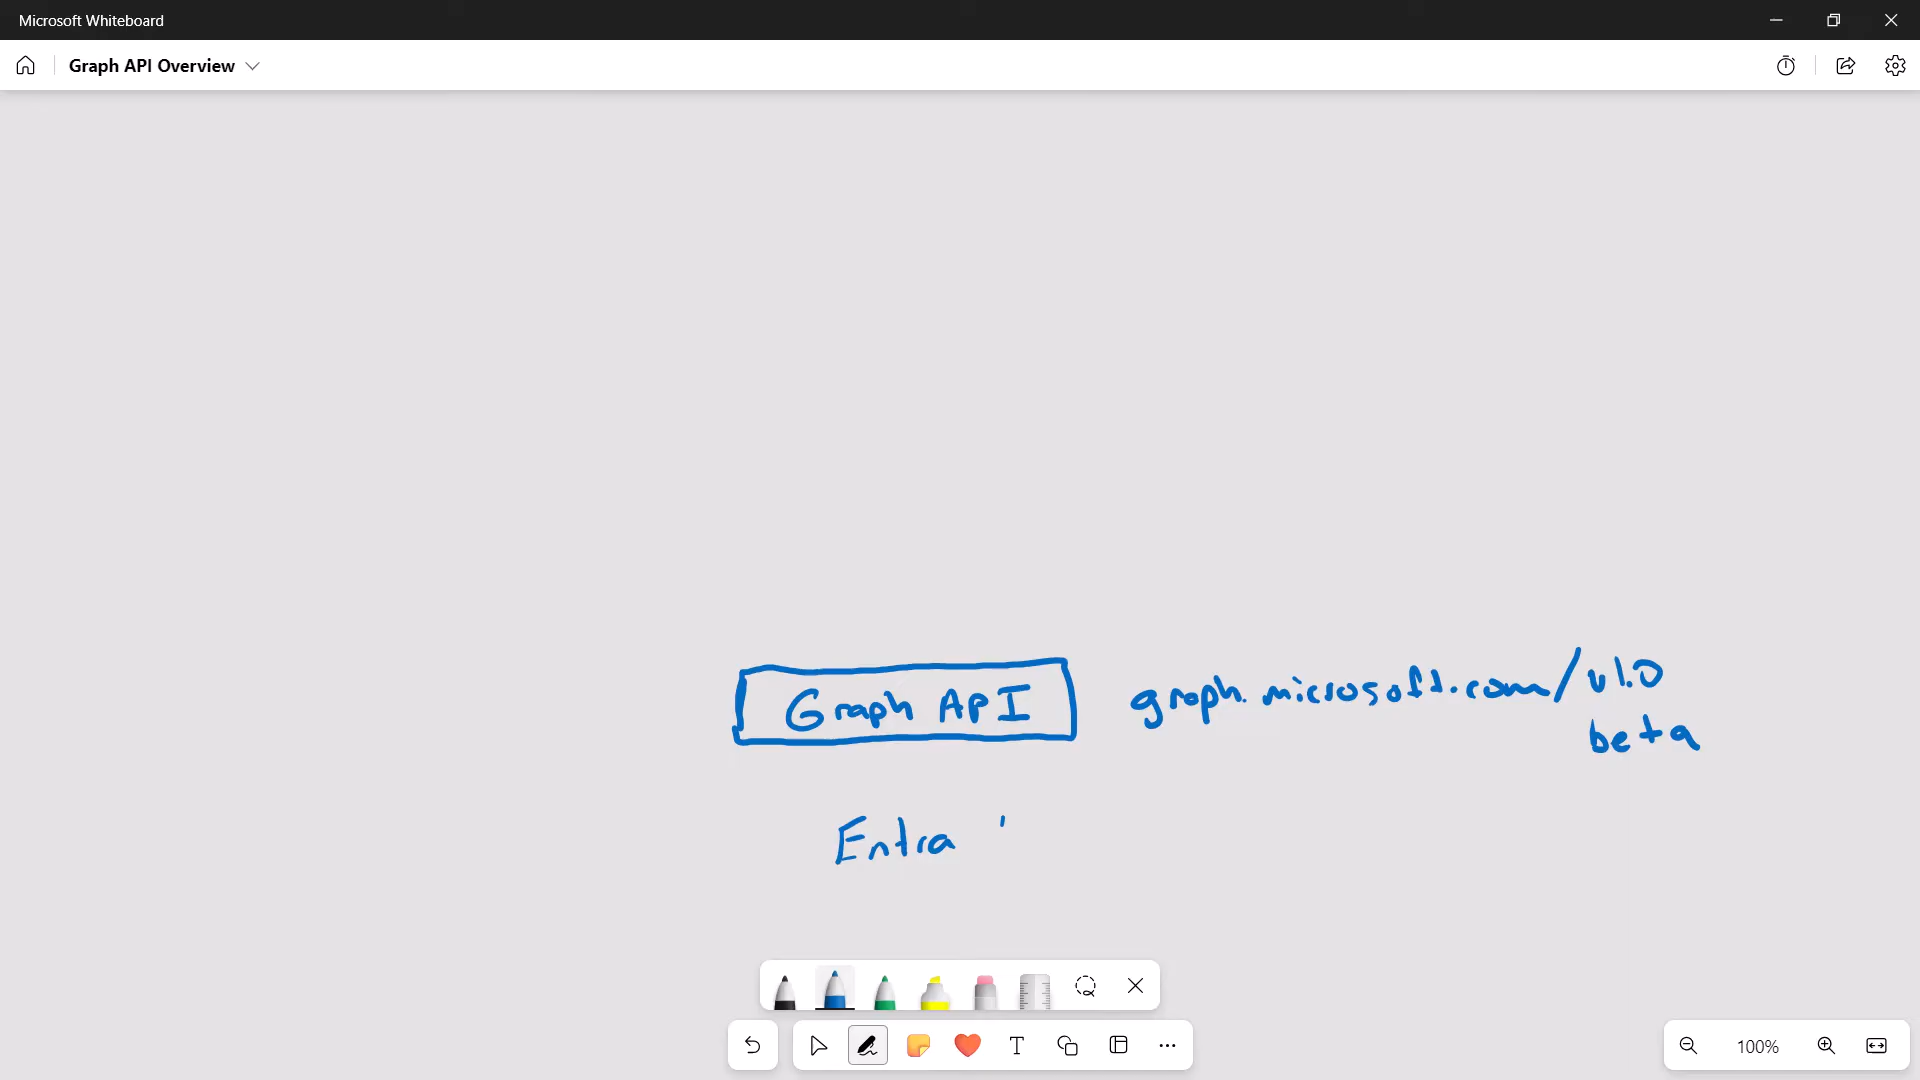 Microsoft Whiteboard
Graph API Overview
Graph API
graph.microsoft.com/v1.0
beta
Entra '
100%